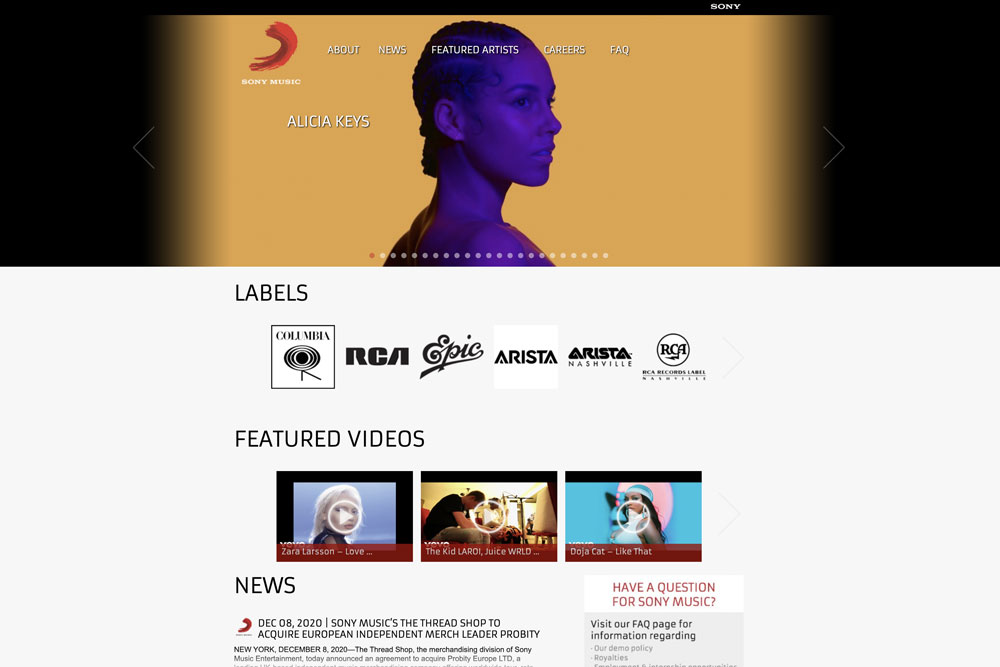 SONY
SONY MUSIC
ABOUT NEWS FEATURED ARTISTS CAREERS FAQ
ALICIA KEYS
LABELS
COLUMBIA
RCA
Epic
ARISTA
ARISTA
NASHVILLE
RCA
RCA RECORDS LABEL
NASHVILLE
FEATURED VIDEOS
Zara Larsson – Love ...
The Kid LAROI, Juice WRLD ...
Doja Cat – Like That
NEWS
DEC 08, 2020 | SONY MUSIC'S THE THREAD SHOP TO
ACQUIRE EUROPEAN INDEPENDENT MERCH LEADER PROBITY
NEW YORK, DECEMBER 8, 2020—The Thread Shop, the merchandising division of Sony
Music Entertainment, today announced an agreement to acquire Probity Europe LTD, a
HAVE A QUESTION
FOR SONY MUSIC?
Visit our FAQ page for
information regarding
· Our demo policy
· Royalties